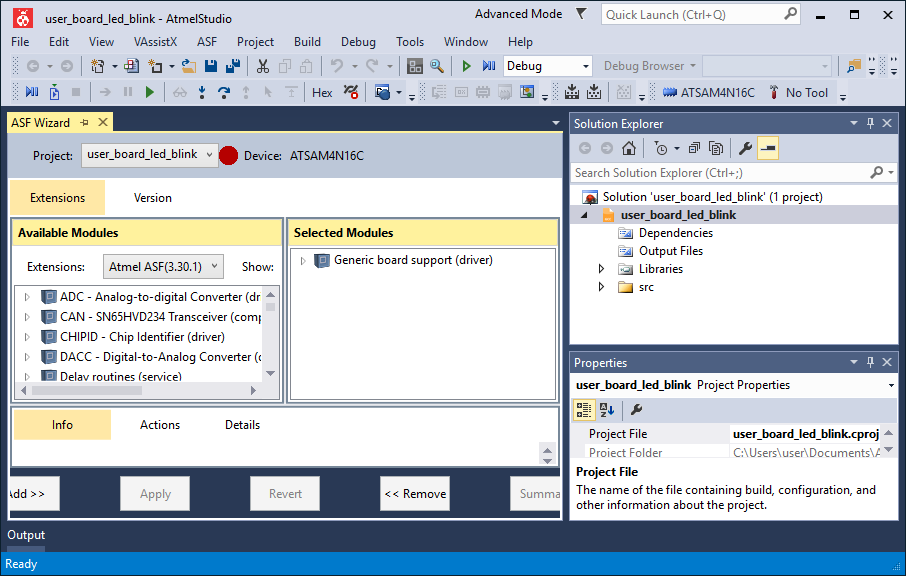 user_board_led_blink - AtmelStudio
Advanced Mode
Quick Launch (Ctrl+Q)
File Edit View VAssistX ASF Project Build Debug Tools Window Help
Debug
Debug Browser
Hex
ATSAM4N16C
No Tool
ASF Wizard
Project: user_board_led_blink Device: ATSAM4N16C
Extensions Version
Available Modules
Extensions: Atmel ASF(3.30.1) Show:
ADC - Analog-to-digital Converter (dr
CAN - SN65HVD234 Transceiver (comp
CHIPID - Chip Identifier (driver)
DACC - Digital-to-Analog Converter (d
Delay routines (service)
Selected Modules
Generic board support (driver)
Info Actions Details
Add >> Apply Revert << Remove Summa
Solution Explorer
Search Solution Explorer (Ctrl+;)
Solution 'user_board_led_blink' (1 project)
user_board_led_blink
Dependencies
Output Files
Libraries
src
Properties
user_board_led_blink Project Properties
Project File user_board_led_blink.cproj
Project Folder C:\Users\user\Documents\A
Project File
The name of the file containing build, configuration, and
other information about the project.
Output
Ready